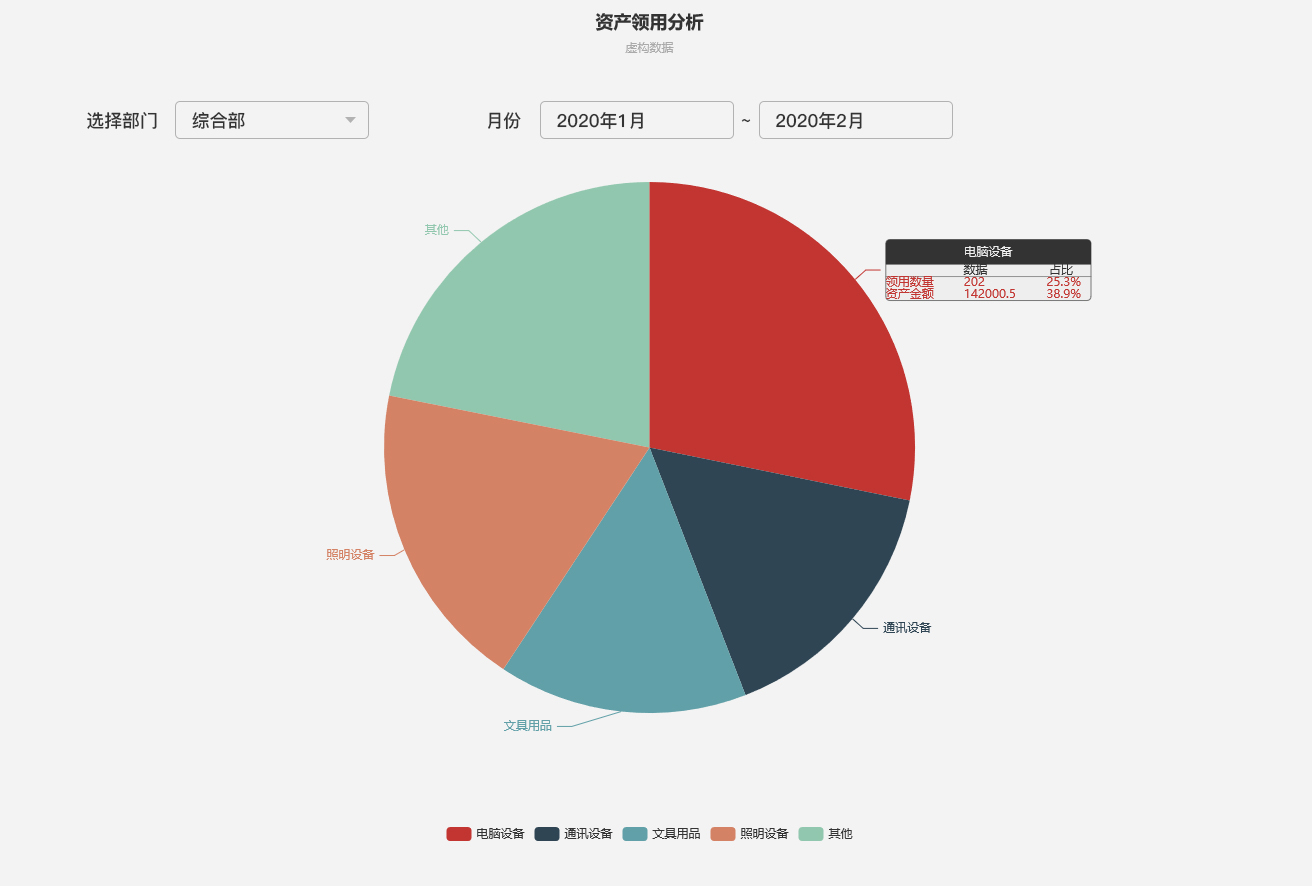 资产领用分析
虚构数据
选择部门 综合部 月份 2020年1月 ~ 2020年2月
其他
电脑设备
数据 占比
领用数量 202 25.3%
资产金额 142000.5 38.9%
照明设备
通讯设备
文具用品
电脑设备 通讯设备 文具用品 照明设备 其他